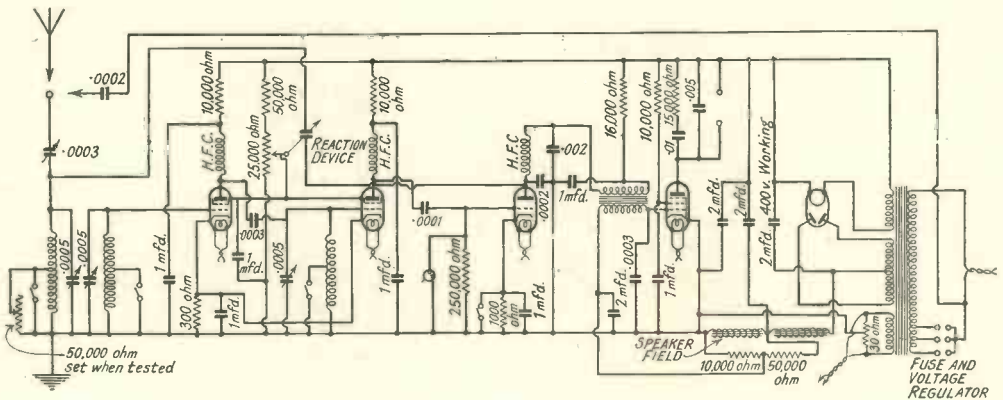 ·0002
·0003
·0005
·0005
50,000 ohm
set when tested
1 mfd.
10,000 ohm
H.F.C.
300 ohm
·0003
1
mfd.
1 mfd.
25,000 ohm
50,000
ohm
·0005
REACTION
DEVICE
10,000
ohm
H.F.C.
1 mfd.
·0001
250,000 ohm
H.F.C
·002
·0002
1 mfd.
1000
ohm
1 mfd.
16,000 ohm
2 mfd.
·0003
10,000 ohm
15,000 ohm
·01
·005
1 mfd.
2 mfd.
2 mfd.
2 mfd. 400 v. Working
SPEAKER
FIELD
10,000 ohm
50,000
ohm
30 ohm
FUSE AND
VOLTAGE
REGULATOR